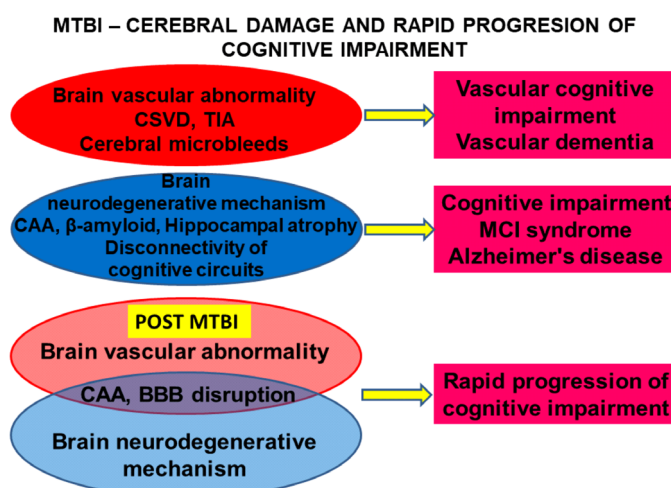 MTBI – CEREBRAL DAMAGE AND RAPID PROGRESION OF
COGNITIVE IMPAIRMENT
Brain vascular abnormality
CSVD, TIA
Cerebral microbleeds
Vascular cognitive
impairment
Vascular dementia
Brain
neurodegenerative mechanism
CAA, β-amyloid, Hippocampal atrophy
Disconnectivity of
cognitive circuits
Cognitive impairment
MCI syndrome
Alzheimer's disease
POST MTBI
Brain vascular abnormality
CAA, BBB disruption
Brain neurodegenerative
mechanism
Rapid progression of
cognitive impairment